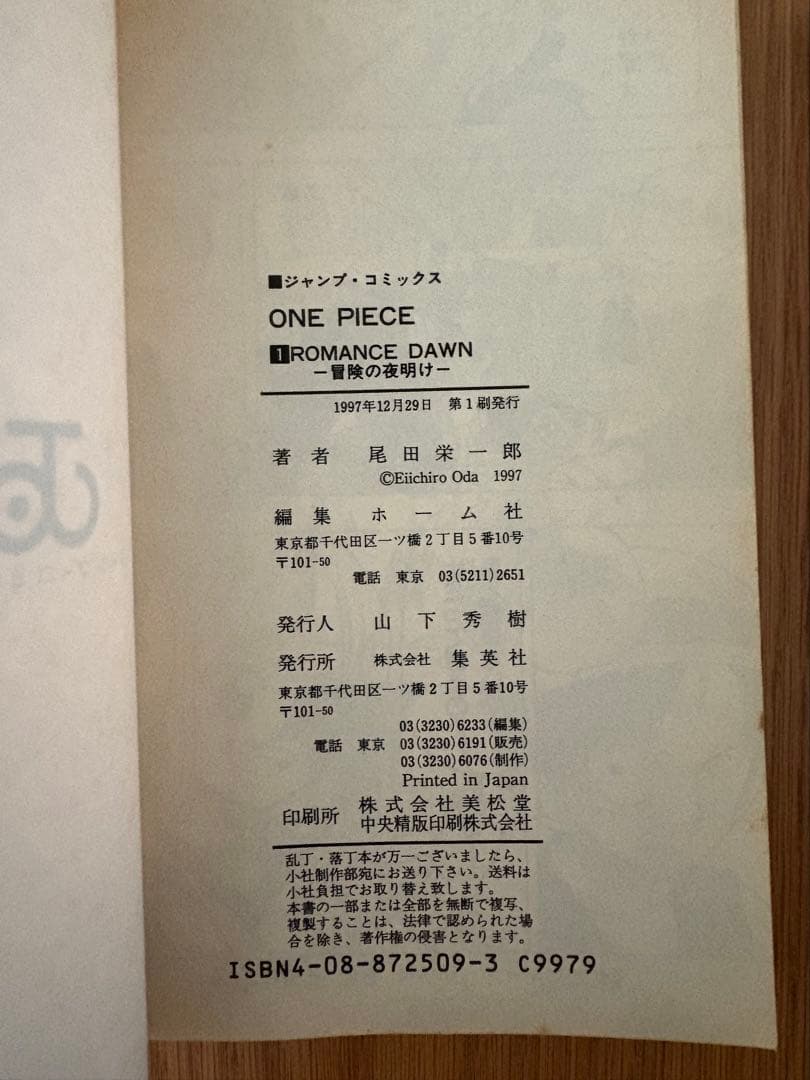 ■ジャンプ・コミックス
ONE PIECE
1 ROMANCE DAWN
—冒険の夜明け—
1997年12月29日 第1刷発行
著者 尾田栄一郎
©Eiichiro Oda 1997
編集 ホーム社
東京都千代田区一ツ橋2丁目5番10号
〒101-50
電話 東京 03(5211)2651
発行人 山下秀樹
発行所 株式会社 集英社
東京都千代田区一ツ橋2丁目5番10号
〒101-50
03(3230)6233(編集)
電話 東京 03(3230)6191(販売)
03(3230)6076(制作)
Printed in Japan
印刷所 株式会社美松堂
中央精版印刷株式会社
乱丁・落丁本が万一ございましたら、
小社制作部宛にお送り下さい。送料は
小社負担でお取り替え致します。
本書の一部または全部を無断で複写、
複製することは、法律で認められた場
合を除き、著作権の侵害となります。
ISBN4-08-872509-3 C9979